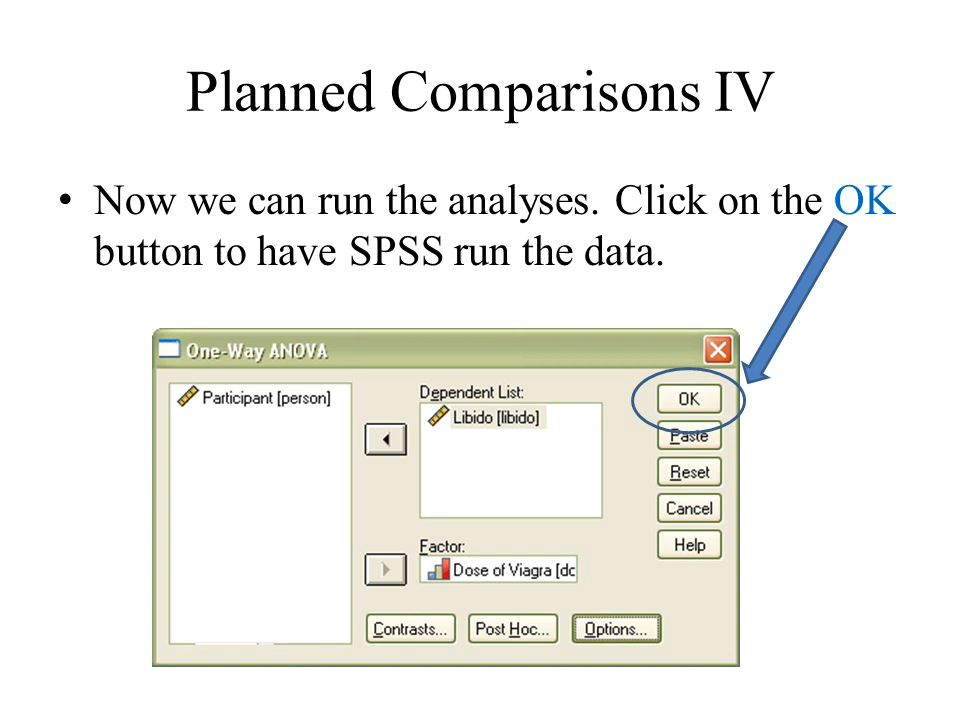 Planned Comparisons IV
• Now we can run the analyses. Click on the OK
button to have SPSS run the data.
One-Way ANOVA
Participant [person]
Dependent List:
Libido [libido]
Factor:
Dose of Viagra [dc
OK
Paste
Reset
Cancel
Help
Contrasts...
Post Hoc...
Options...